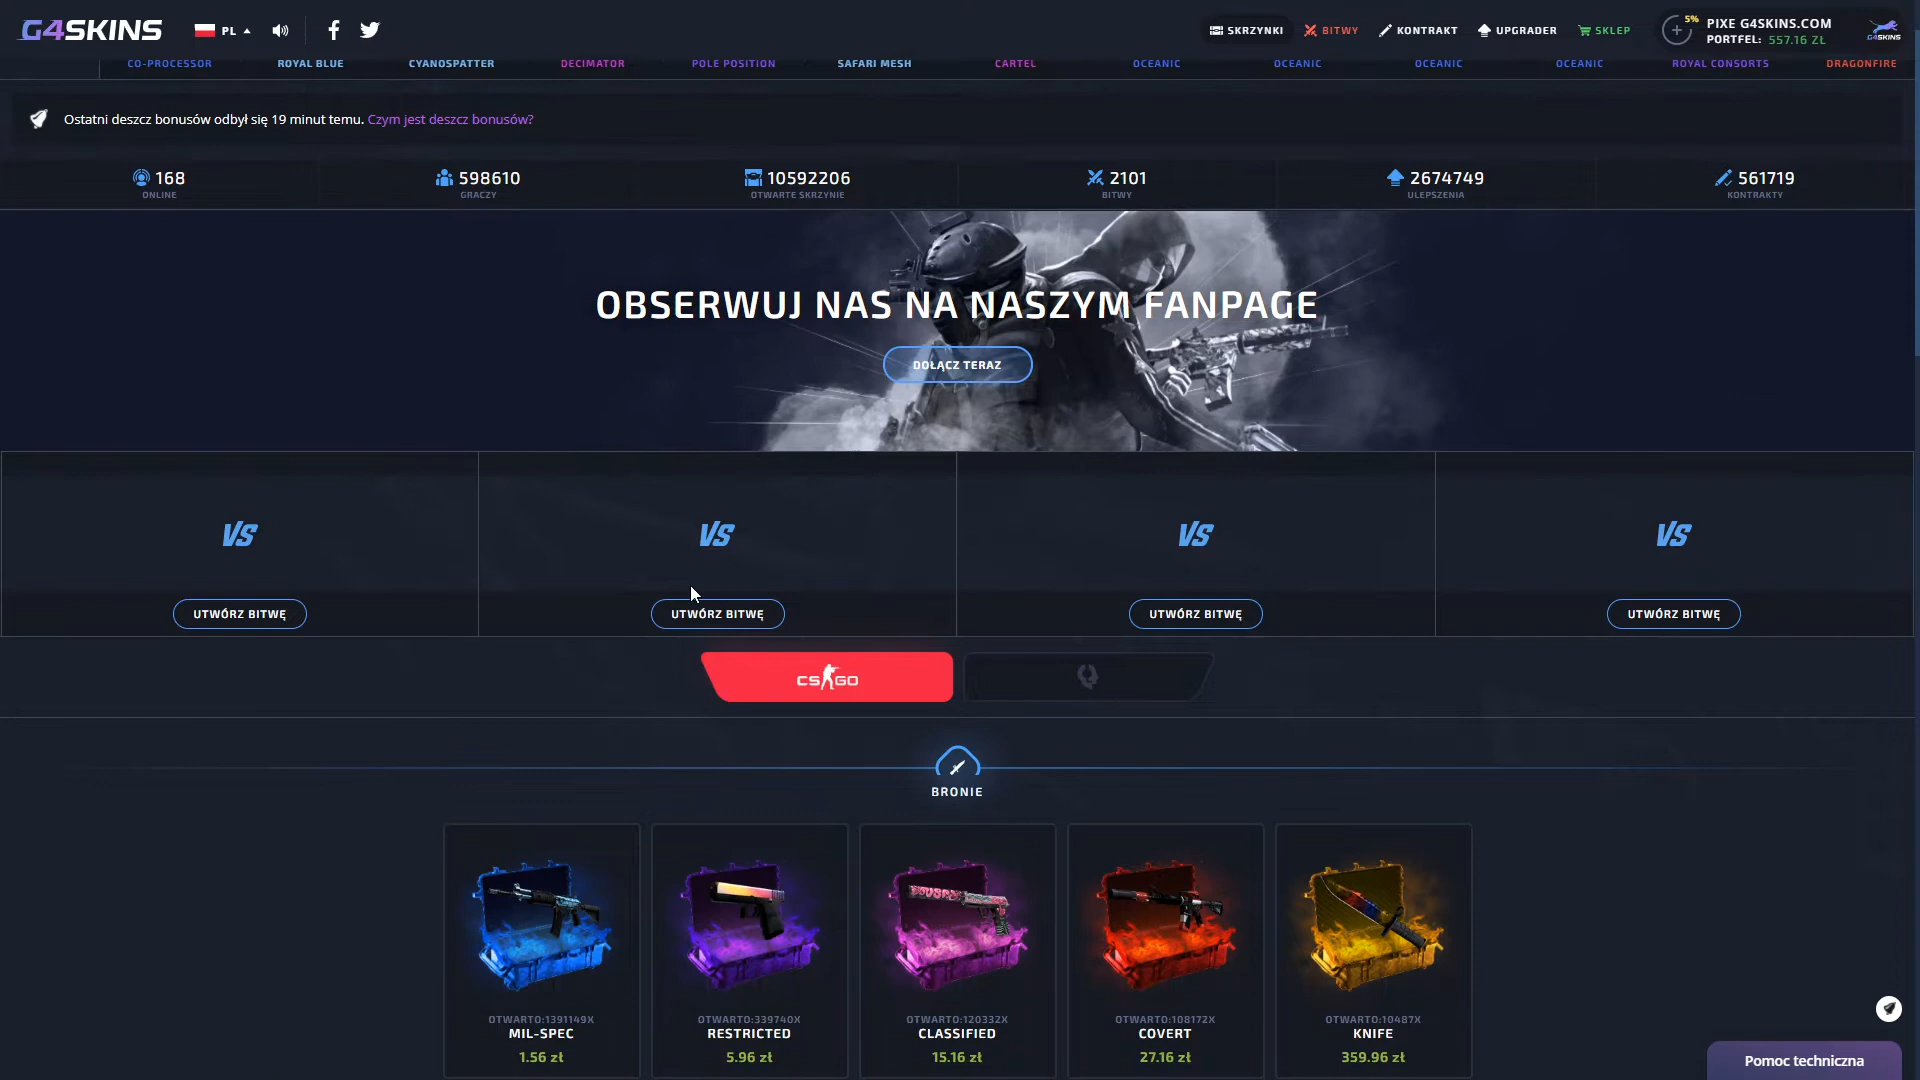 G4SKINS
PL
SKRZYNKI
BITWY
KONTRAKT
UPGRADER
SKLEP
5%
PIXE G4SKINS.COM
PORTFEL: 557.16 ZŁ
G4SKINS
CO-PROCESSOR
ROYAL BLUE
CYANOSPATTER
DECIMATOR
POLE POSITION
SAFARI MESH
CARTEL
OCEANIC
OCEANIC
OCEANIC
OCEANIC
ROYAL CONSORTS
DRAGONFIRE
Ostatni deszcz bonusów odbył się 19 minut temu. Czym jest deszcz bonusów?
168
ONLINE
598610
GRACZY
10592206
OTWARTE SKRZYNIE
2101
BITWY
2674749
ULEPSZENIA
561719
KONTRAKTY
OBSERWUJ NAS NA NASZYM FANPAGE
DOŁĄCZ TERAZ
VS
VS
VS
VS
UTWÓRZ BITWĘ
UTWÓRZ BITWĘ
UTWÓRZ BITWĘ
UTWÓRZ BITWĘ
CS GO
BRONIE
OTWARTO:1391149X
MIL-SPEC
1.56 zł
OTWARTO:339740X
RESTRICTED
5.96 zł
OTWARTO:120332X
CLASSIFIED
15.16 zł
OTWARTO:108172X
COVERT
27.16 zł
OTWARTO:10487X
KNIFE
359.96 zł
Pomoc techniczna